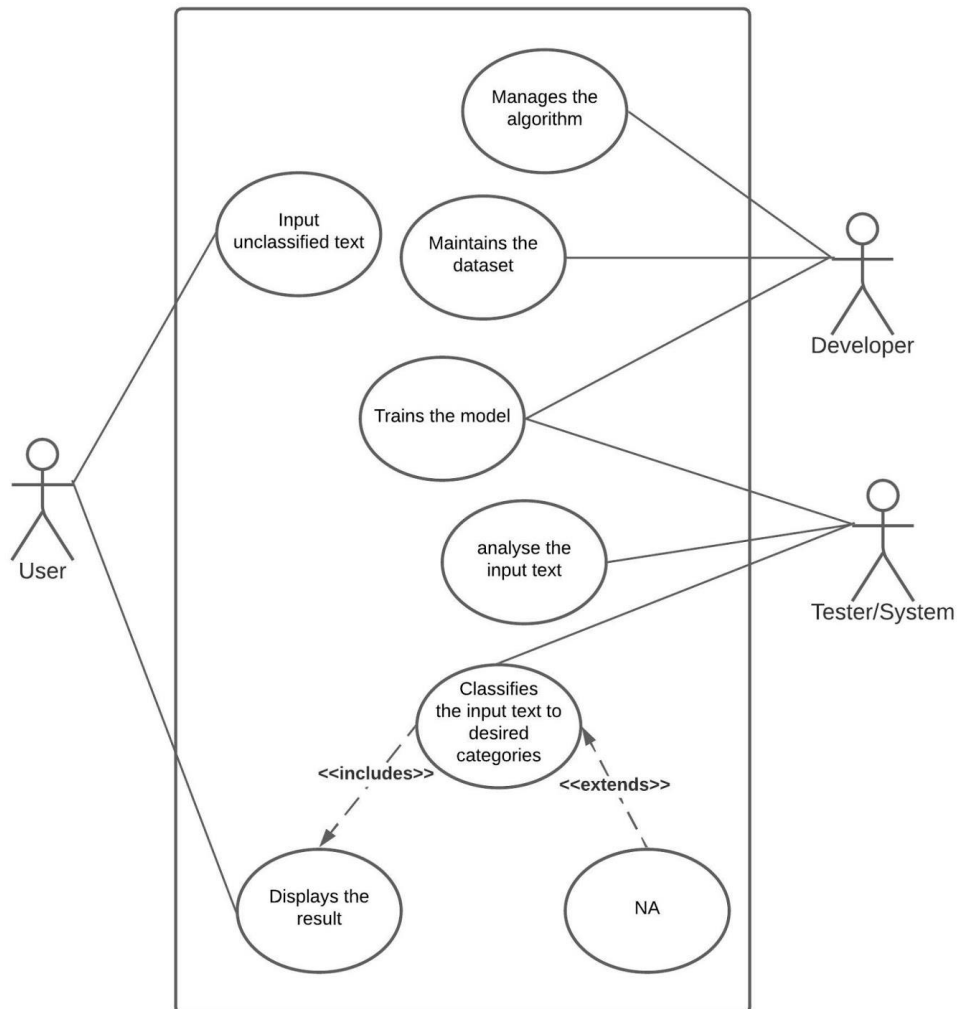 Manages the
algorithm
Input
unclassified text
Maintains the
dataset
Developer
Trains the model
User
analyse the
input text
Tester/System
Classifies
the input text to
desired
categories
<<includes>>
<<extends>>
Displays the
result
NA